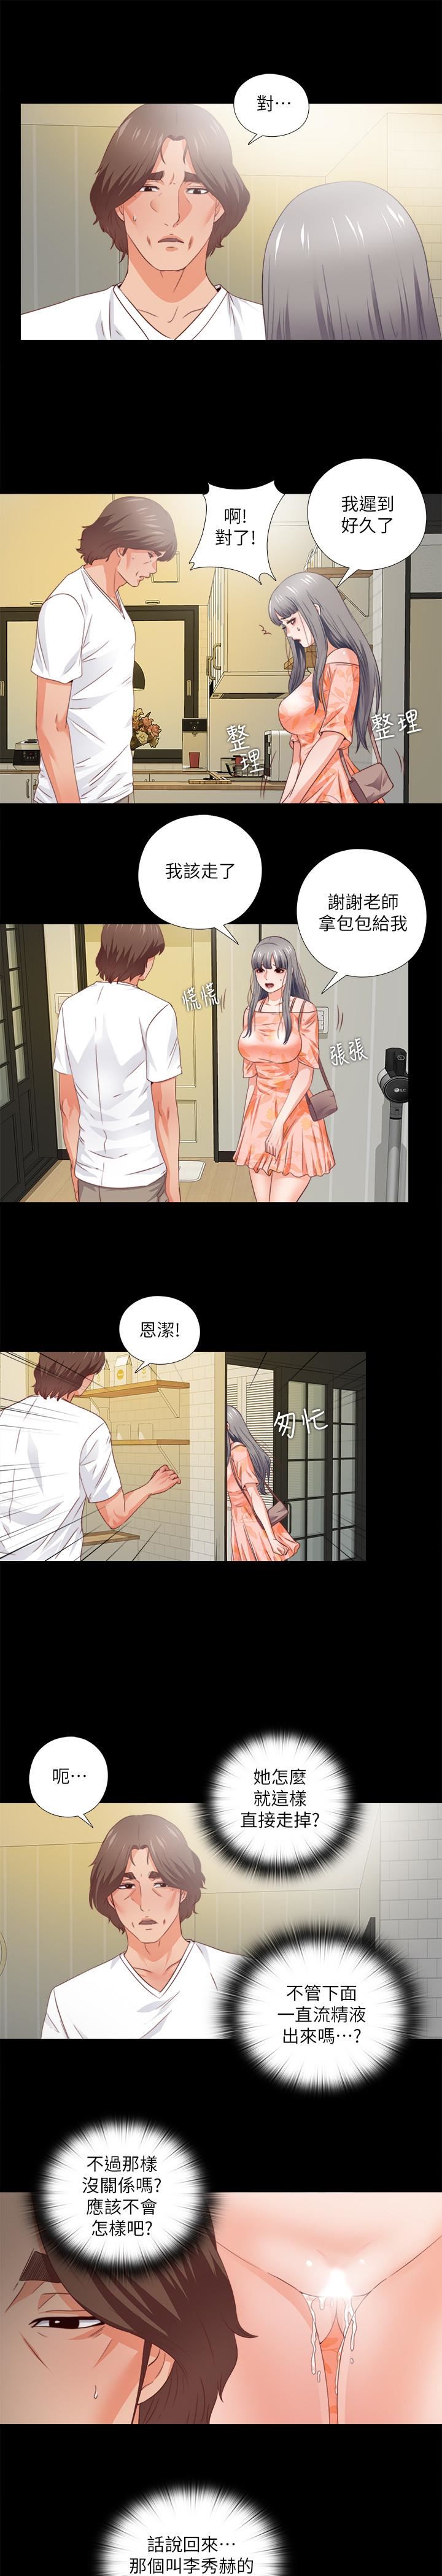 對⋯
我遲到
好久了
啊!
對了!
整理
整理
我該走了
謝謝老師
拿包包給我
慌慌
張張
LG
恩潔!
匆忙
呃⋯
她怎麼
就這樣
直接走掉?
不管下面
一直流精液
出來嗎⋯?
不過那樣
沒關係嗎?
應該不會
怎樣吧?
話說回來⋯
那個叫李秀赫的